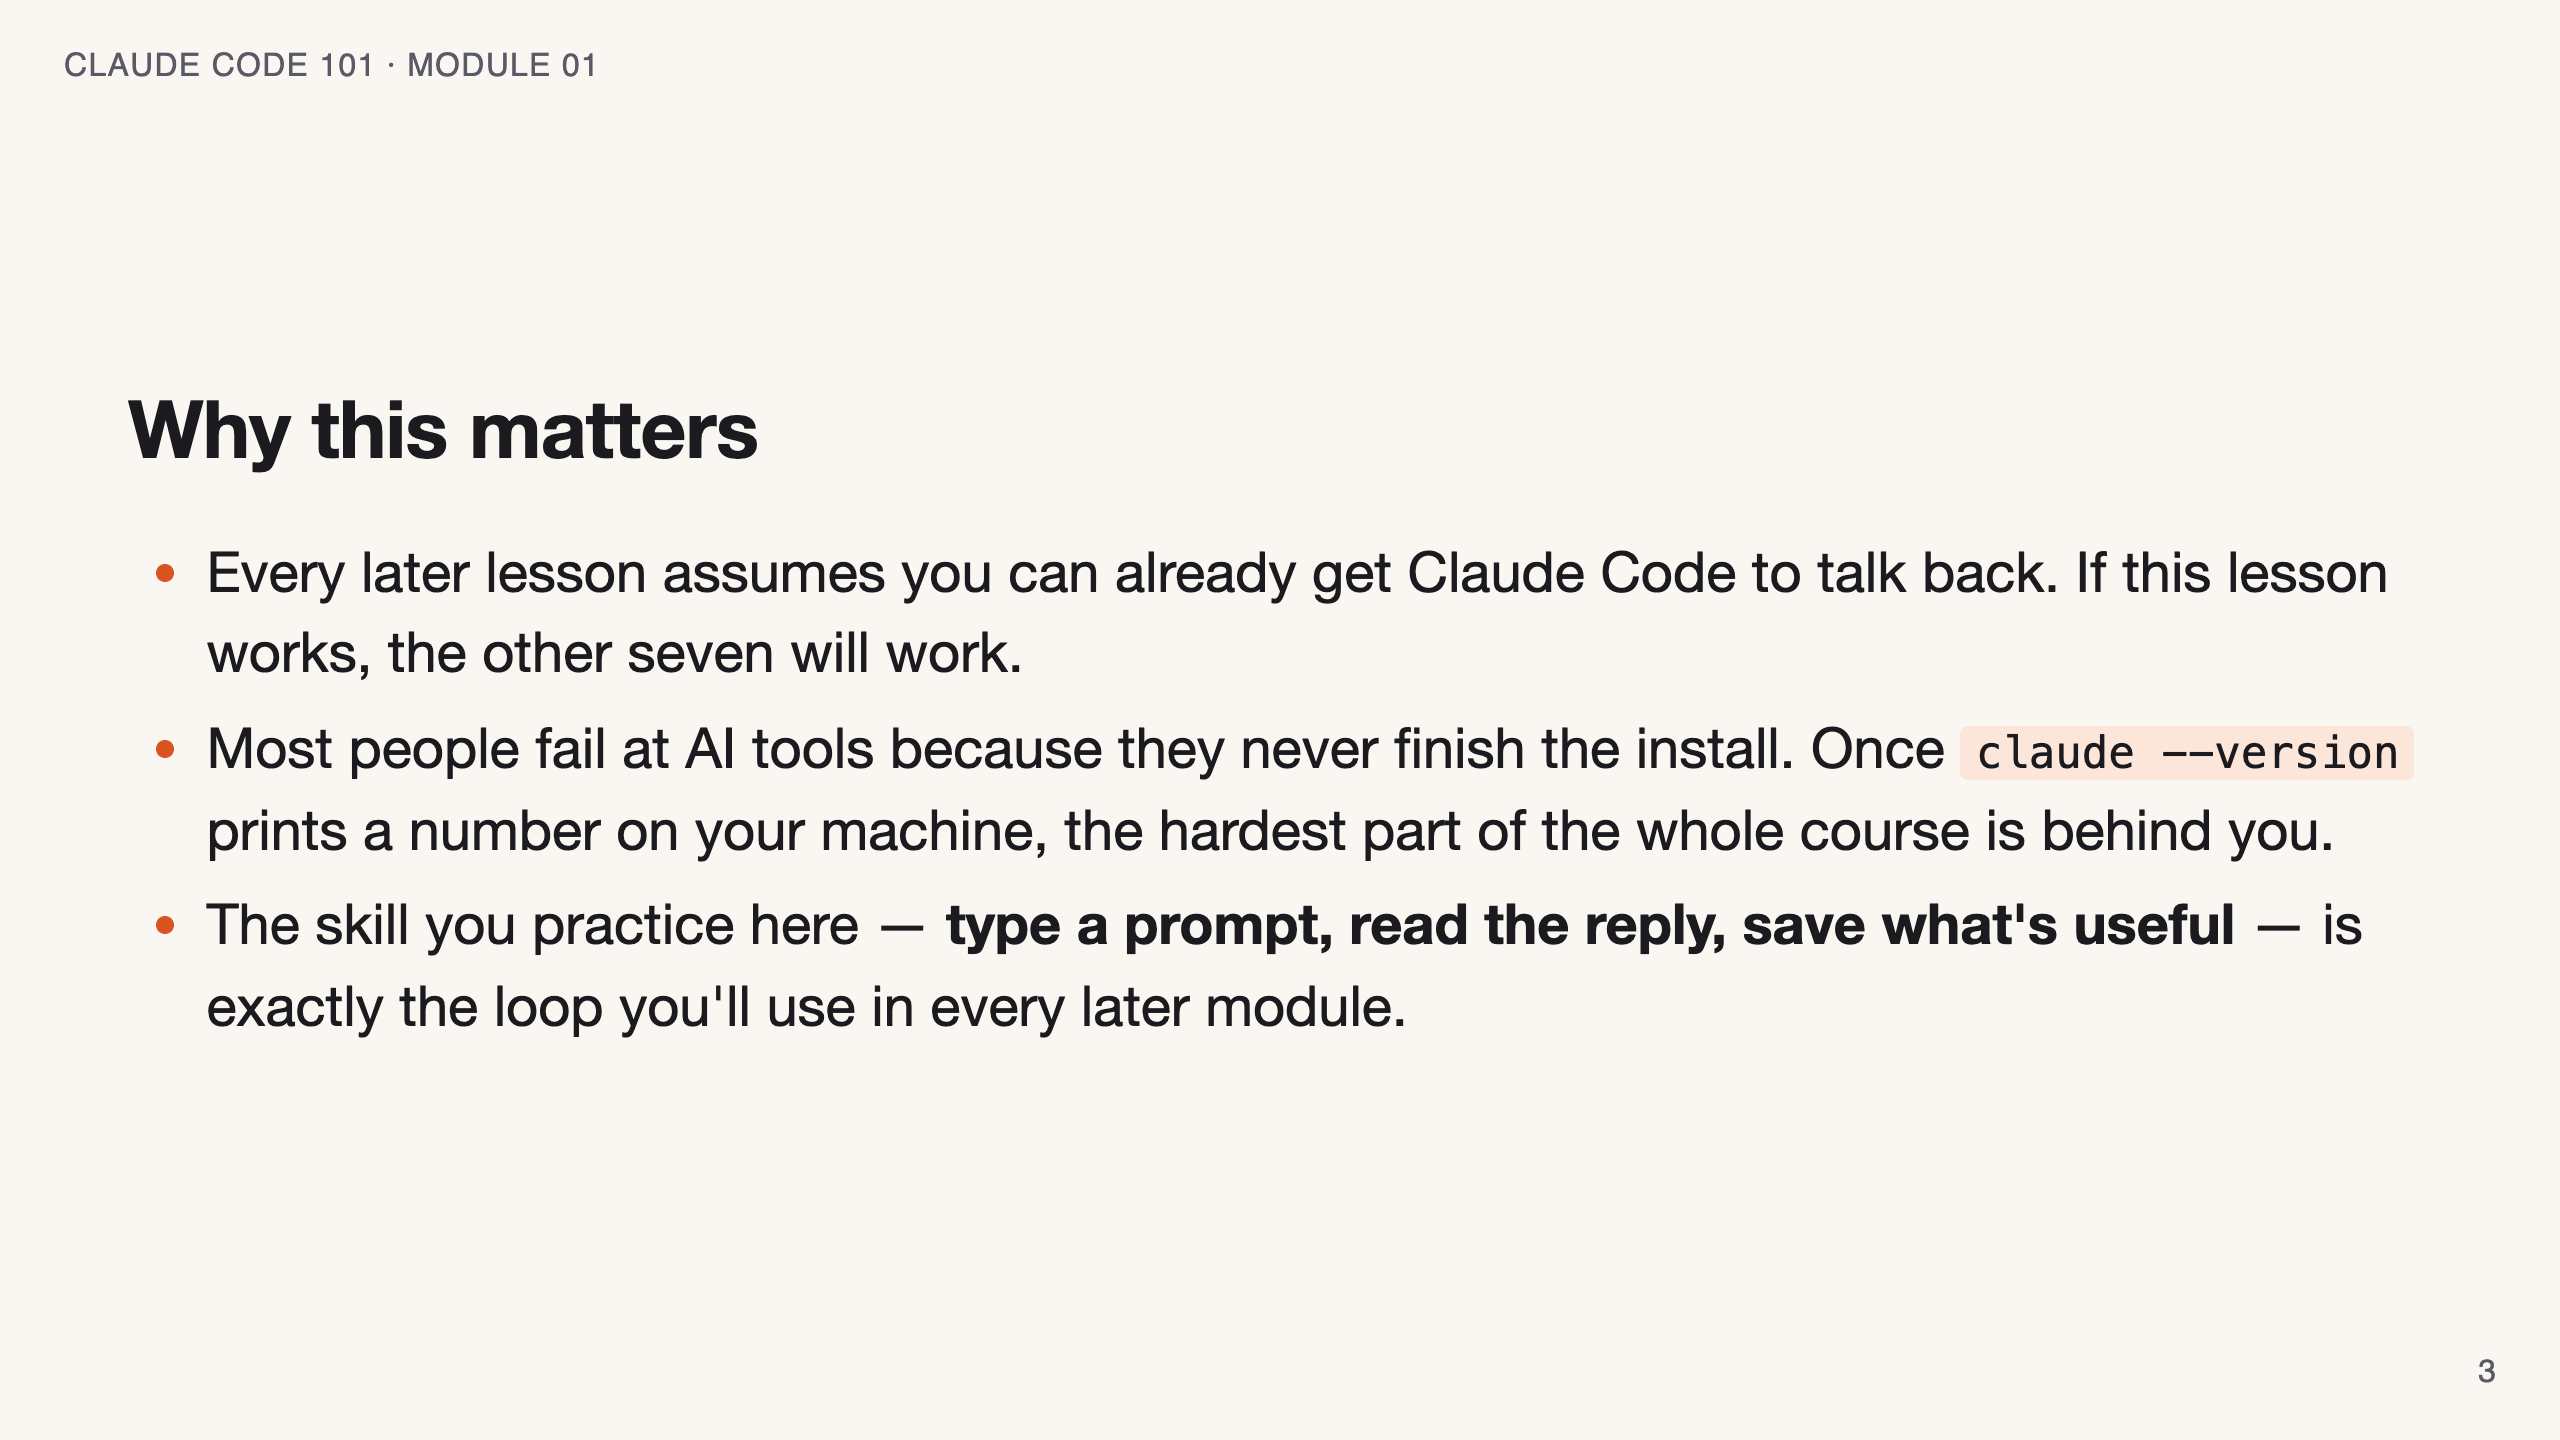 CLAUDE CODE 101 · MODULE 01
Why this matters
• Every later lesson assumes you can already get Claude Code to talk back. If this lesson
works, the other seven will work.
• Most people fail at AI tools because they never finish the install. Once claude --version
prints a number on your machine, the hardest part of the whole course is behind you.
• The skill you practice here — type a prompt, read the reply, save what's useful — is
exactly the loop you'll use in every later module.
3